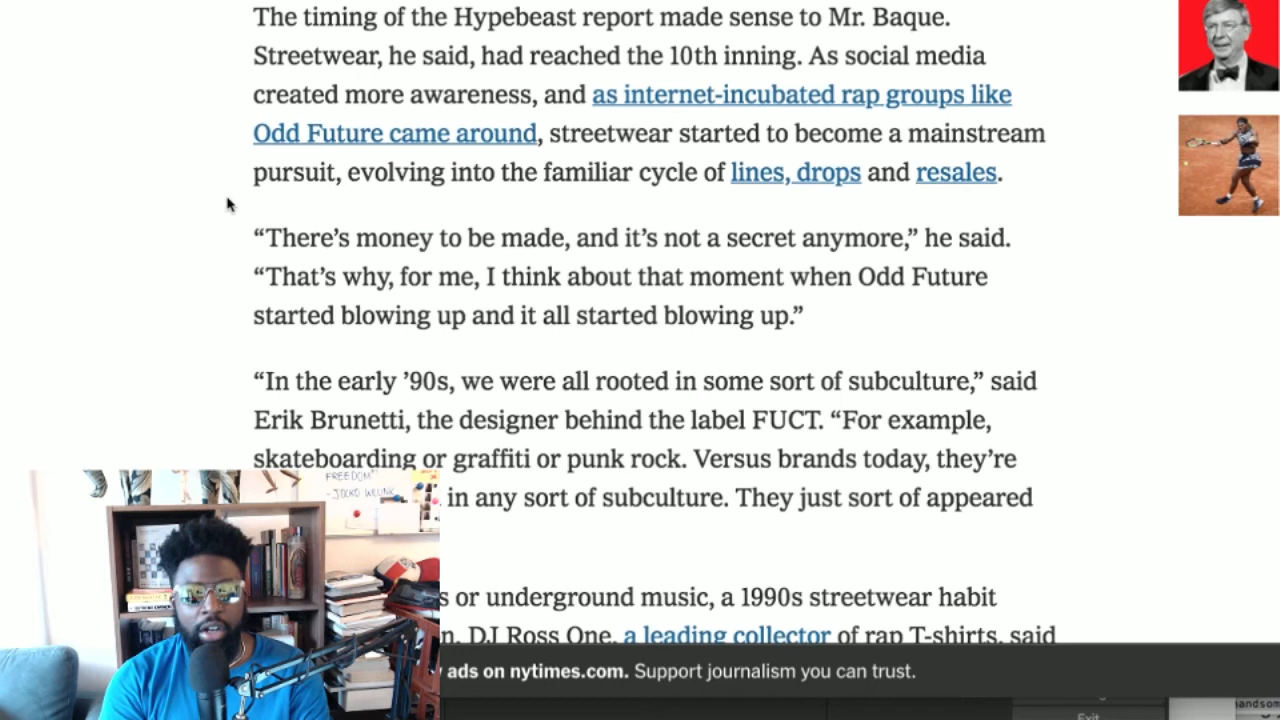 The timing of the Hypebeast report made sense to Mr. Baque.
Streetwear, he said, had reached the 10th inning. As social media
created more awareness, and as internet-incubated rap groups like
Odd Future came around, streetwear started to become a mainstream
pursuit, evolving into the familiar cycle of lines, drops and resales.
“There’s money to be made, and it’s not a secret anymore,” he said.
“That’s why, for me, I think about that moment when Odd Future
started blowing up and it all started blowing up.”
“In the early ’90s, we were all rooted in some sort of subculture,” said
Erik Brunetti, the designer behind the label FUCT. “For example,
skateboarding or graffiti or punk rock. Versus brands today, they’re
in any sort of subculture. They just sort of appeared
FREEDOM"
-JOCKO WILLINK
s or underground music, a 1990s streetwear habit
n, DJ Ross One, a leading collector of rap T-shirts, said
ads on nytimes.com. Support journalism you can trust.
Exit